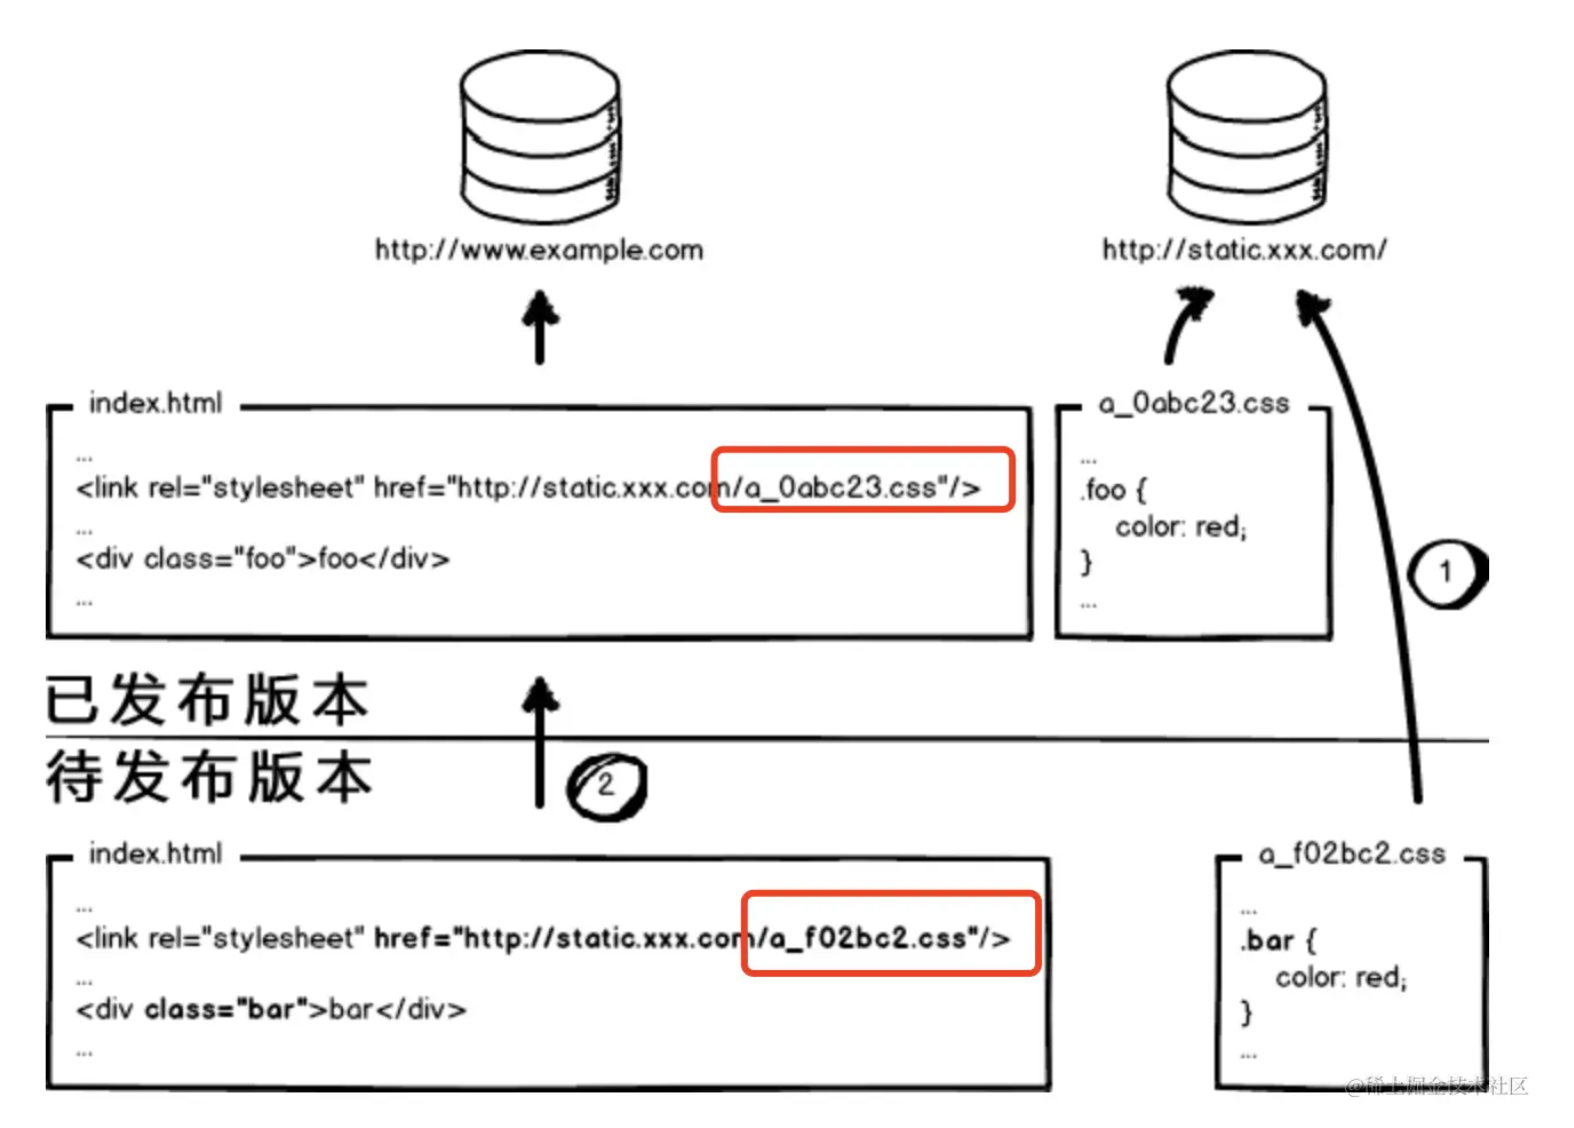 http://www.example.com
http://static.xxx.com/
index.html
...
<link rel="stylesheet" href="http://static.xxx.com/a_0abc23.css"/>
...
<div class="foo">foo</div>
...
a_0abc23.css
...
.foo {
color: red;
}
...
1
已发布版本
待发布版本
2
index.html
...
<link rel="stylesheet" href="http://static.xxx.com/a_f02bc2.css"/>
...
<div class="bar">bar</div>
...
a_f02bc2.css
...
.bar {
color: red;
}
...
@稀土掘金技术社区